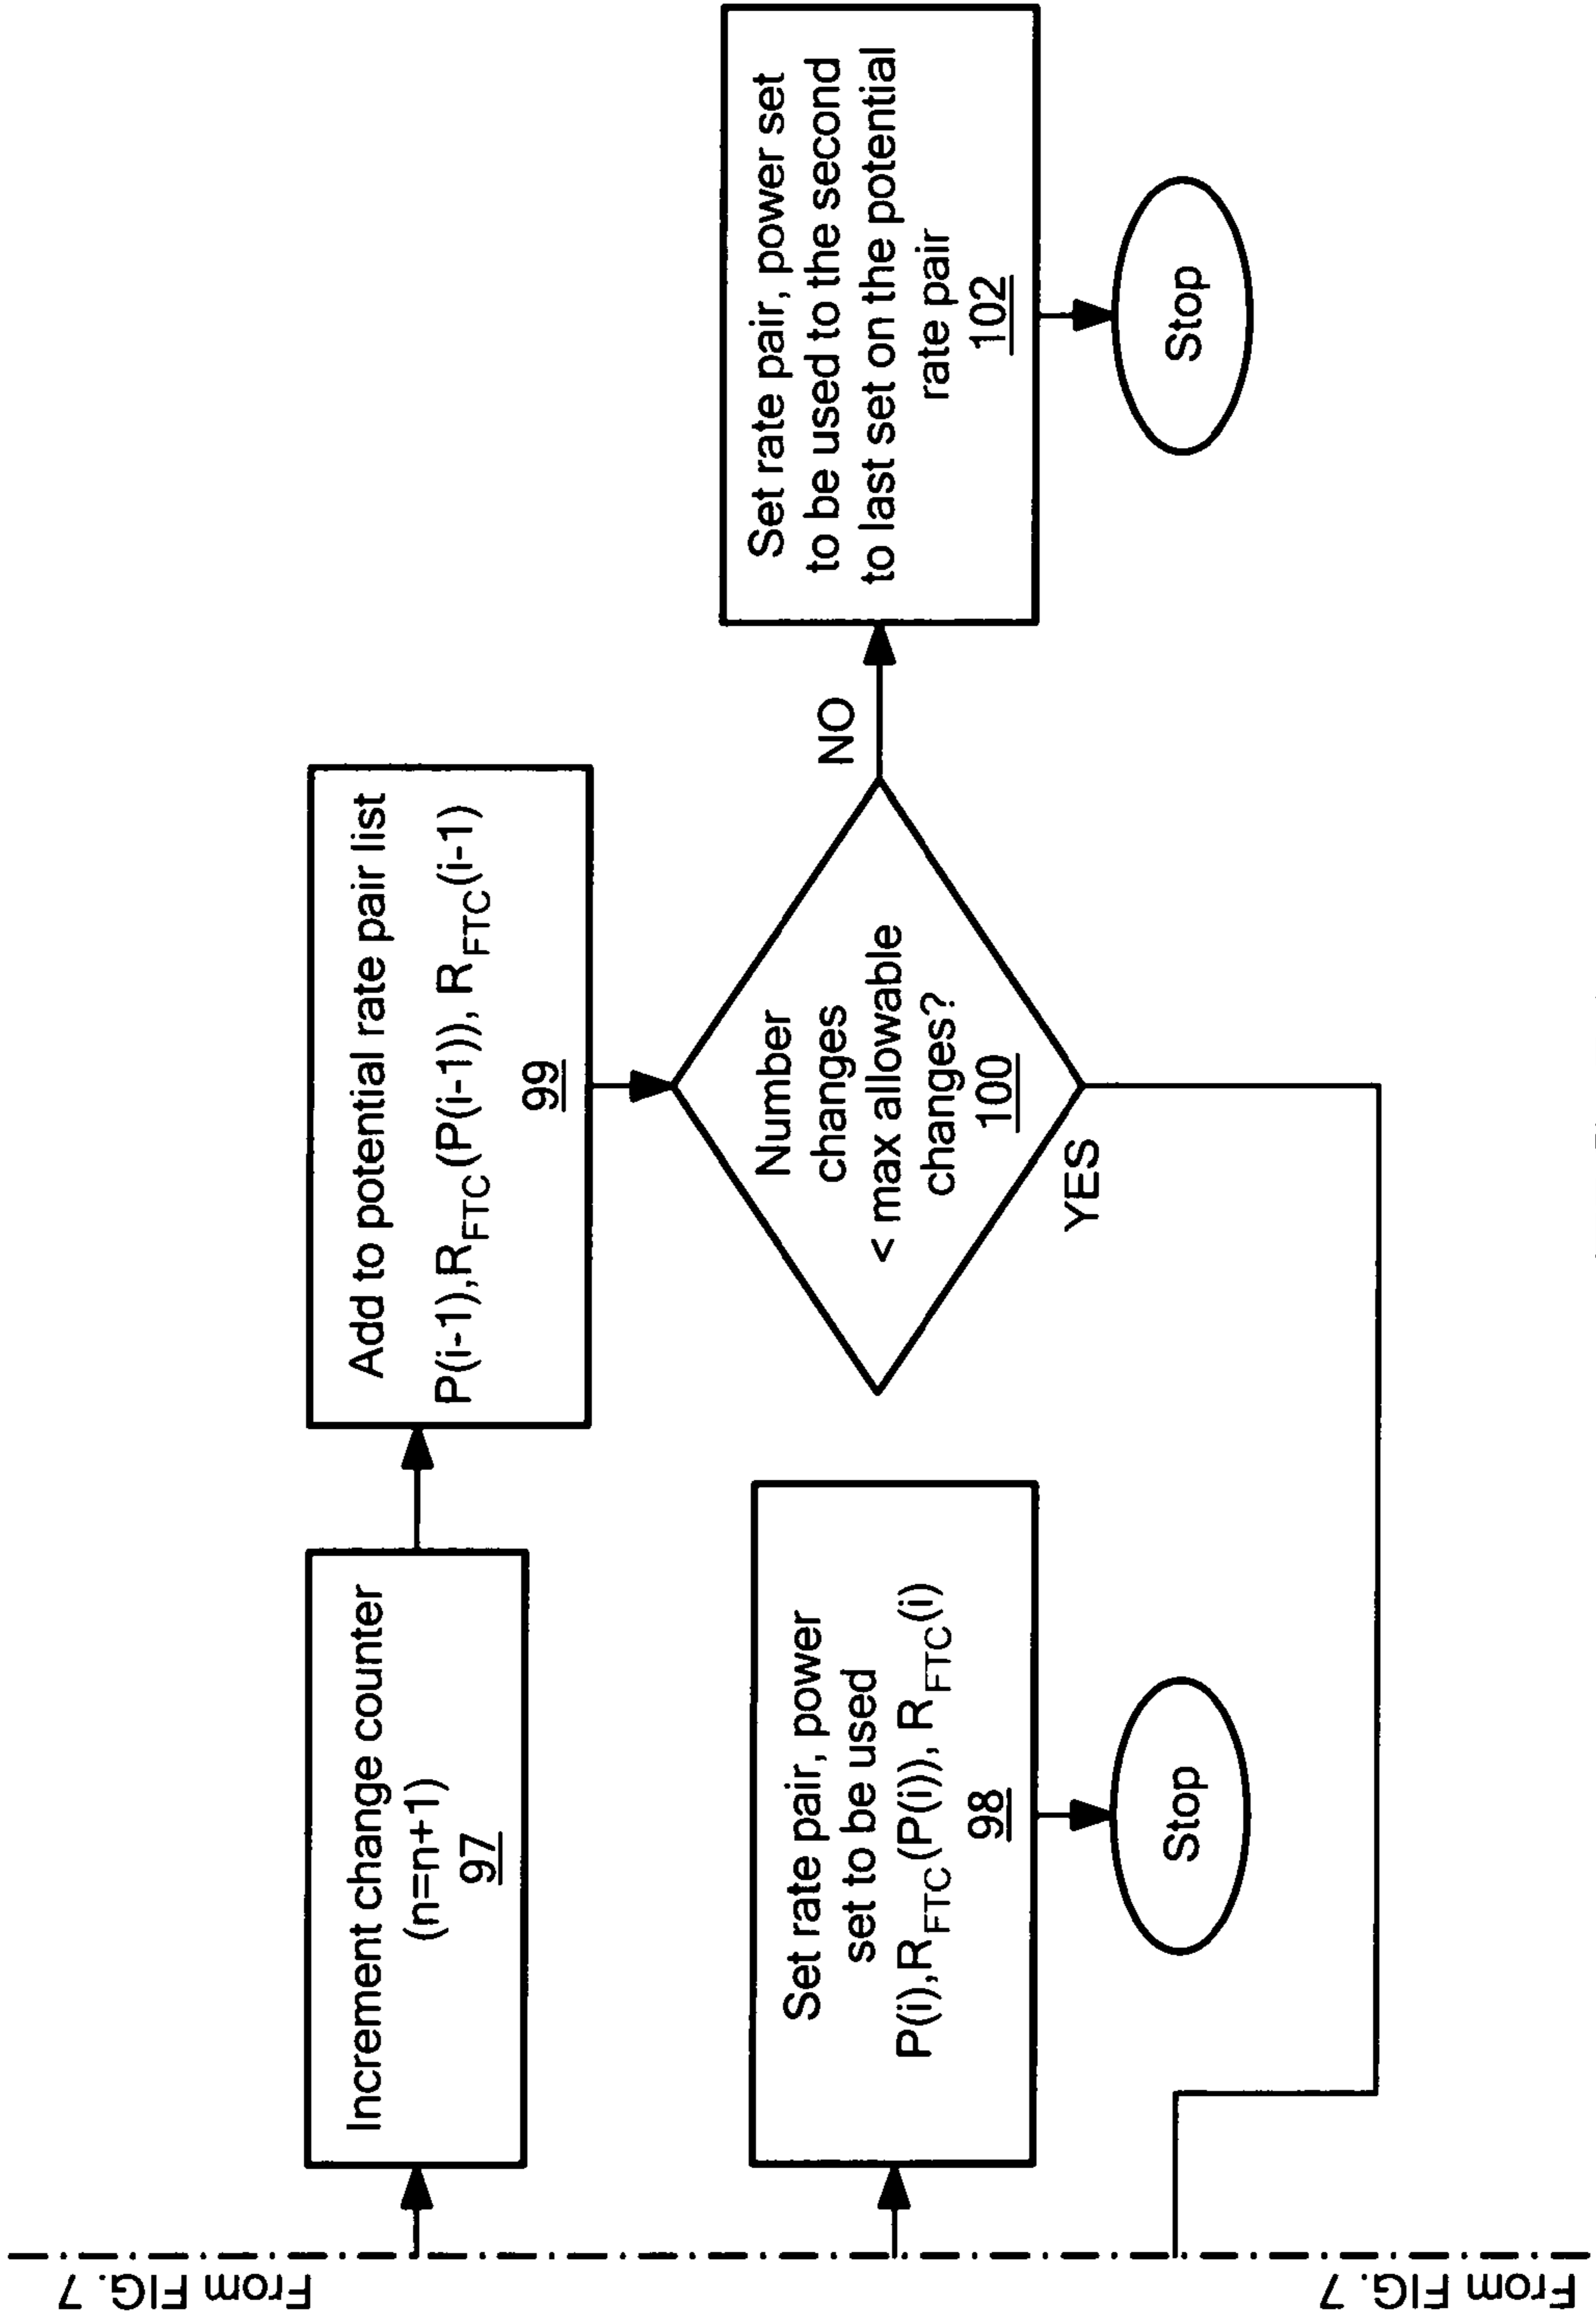 From FIG. 7
Increment change counter
(n=n+1)
97
Add to potential rate pair list
P(i-1),R_FTC(P(i-1)), R_FTC(i-1)
99
Set rate pair, power
set to be used
P(i),R_FTC(P(i)), R_FTC(i)
98
Stop
Number
changes
< max allowable
changes?
100
YES
NO
Set rate pair, power set
to be used to the second
to last set on the potential
rate pair
102
Stop
From FIG. 7